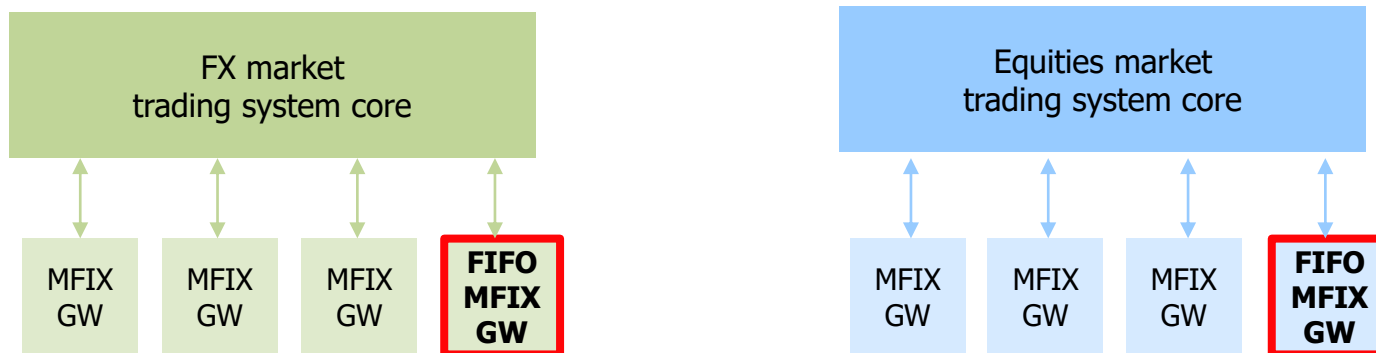 FX market
trading system core
Equities market
trading system core
MFIX
GW
MFIX
GW
MFIX
GW
FIFO
MFIX
GW
MFIX
GW
MFIX
GW
MFIX
GW
FIFO
MFIX
GW